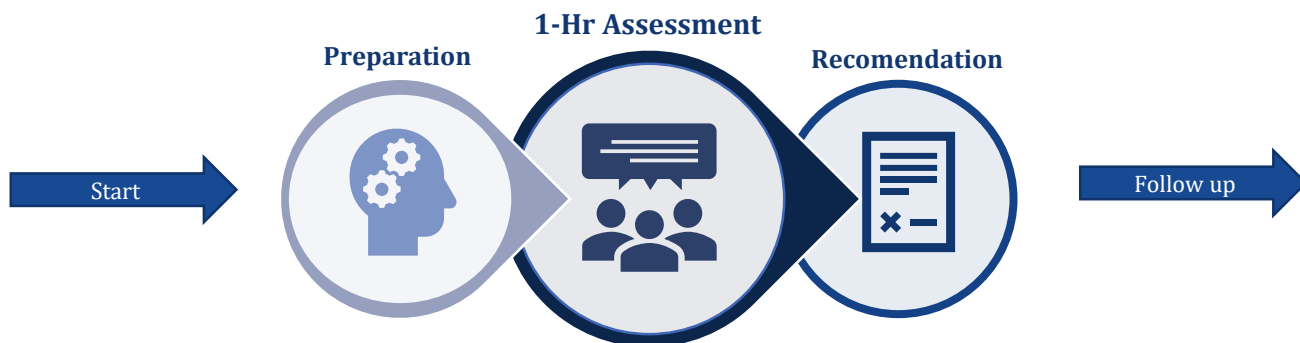 Start
Preparation
1-Hr Assessment
Recomendation
Follow up